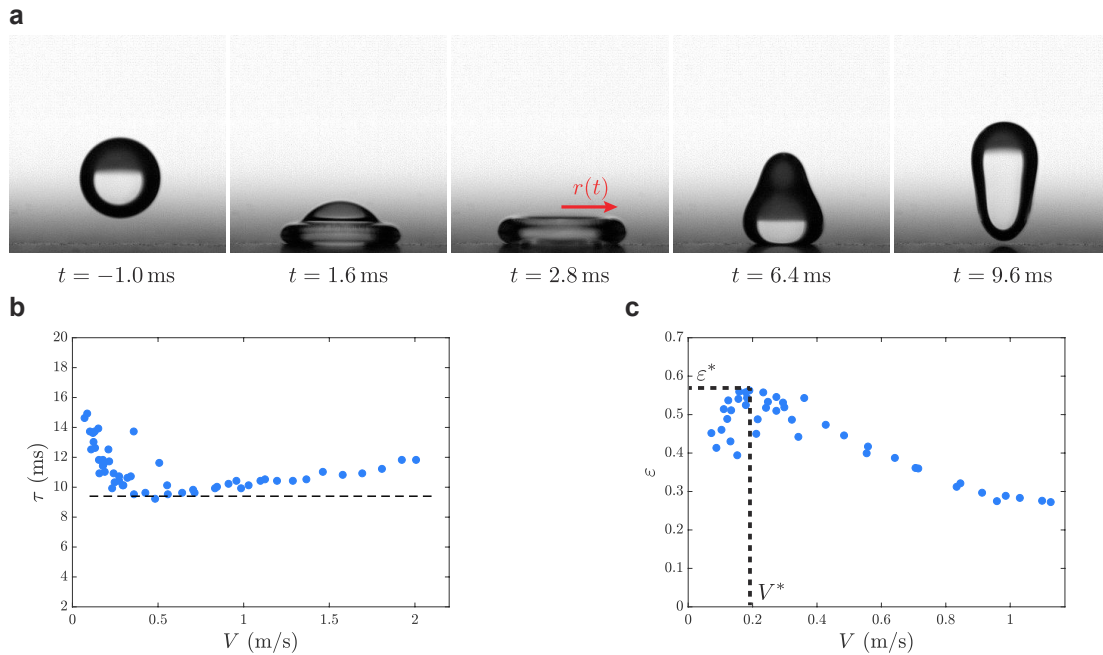 a
r(t)
t = −1.0 ms
t = 1.6 ms
t = 2.8 ms
t = 6.4 ms
t = 9.6 ms
b
20
18
16
14
12
10
8
6
4
2
0
0.5
1
1.5
2
τ (ms)
V (m/s)
c
0.7
0.6
0.5
0.4
0.3
0.2
0.1
0
0
0.2
0.4
0.6
0.8
1
ε*
V*
ε
V (m/s)